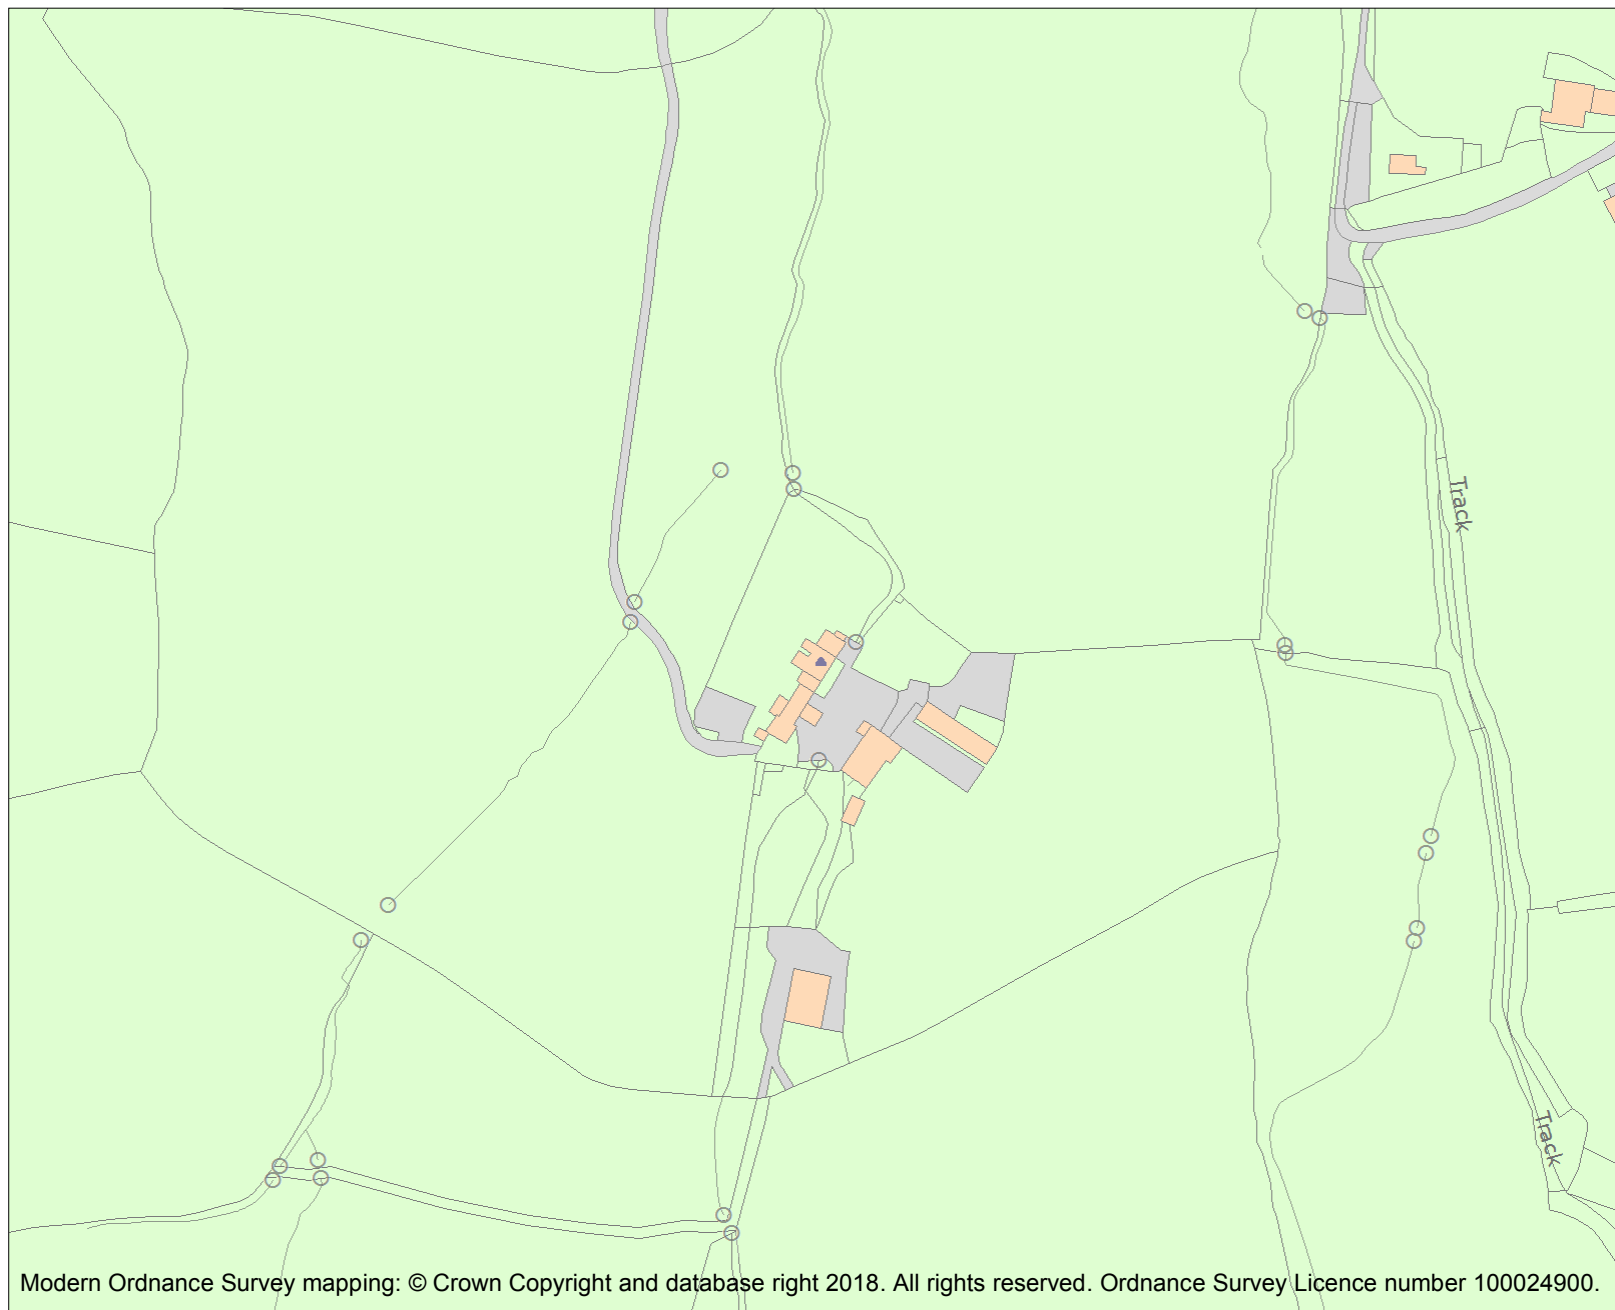 Track
Track
Modern Ordnance Survey mapping: © Crown Copyright and database right 2018. All rights reserved. Ordnance Survey Licence number 100024900.